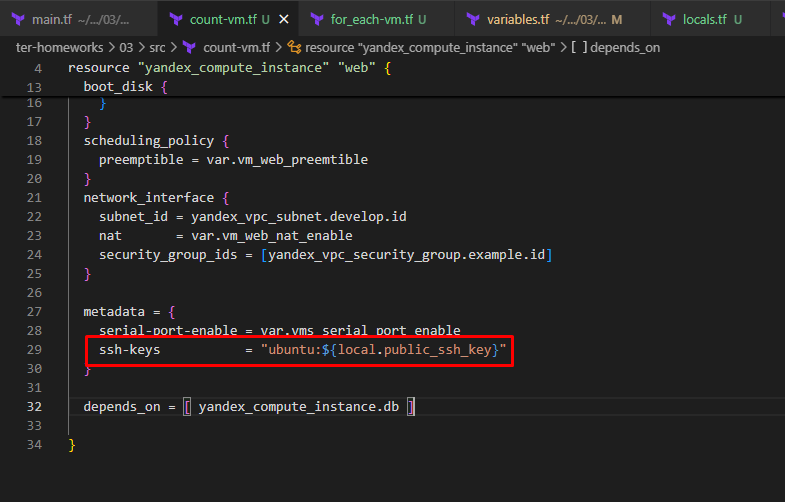 main.tf ~/.../03/... count-vm.tf U × for_each-vm.tf U variables.tf ~/.../03/... M locals.tf U
ter-homeworks > 03 > src > count-vm.tf > resource "yandex_compute_instance" "web" > [ ] depends_on
4 resource "yandex_compute_instance" "web" {
13 boot_disk {
16 }
17 }
18 scheduling_policy {
19 preemptible = var.vm_web_preemtible
20 }
21 network_interface {
22 subnet_id = yandex_vpc_subnet.develop.id
23 nat = var.vm_web_nat_enable
24 security_group_ids = [yandex_vpc_security_group.example.id]
25 }
26
27 metadata = {
28 serial-port-enable = var.vms_serial_port_enable
29 ssh-keys = "ubuntu:${local.public_ssh_key}"
30 }
31
32 depends_on = [ yandex_compute_instance.db ]
33
34 }